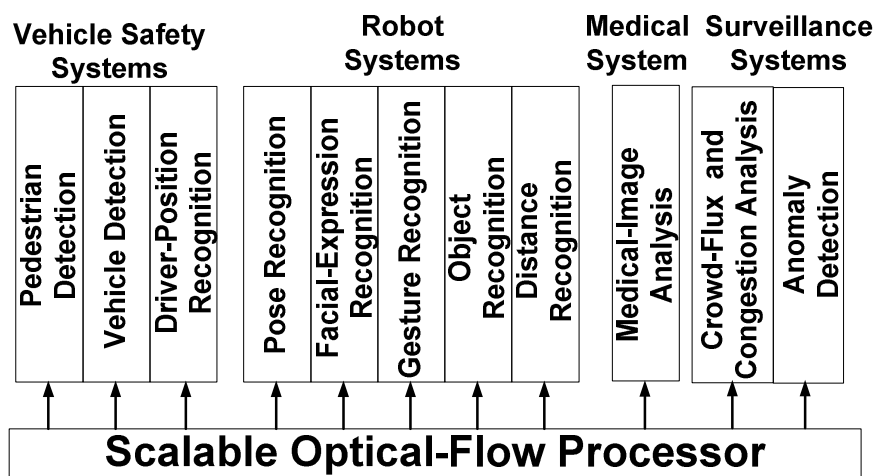 Vehicle Safety
Systems
Robot
Systems
Medical
System
Surveillance
Systems
Pedestrian
Detection
Vehicle Detection
Driver-Position
Recognition
Pose Recognition
Facial-Expression
Recognition
Gesture Recognition
Object
Recognition
Distance
Recognition
Medical-Image
Analysis
Crowd-Flux and
Congestion Analysis
Anomaly
Detection
Scalable Optical-Flow Processor